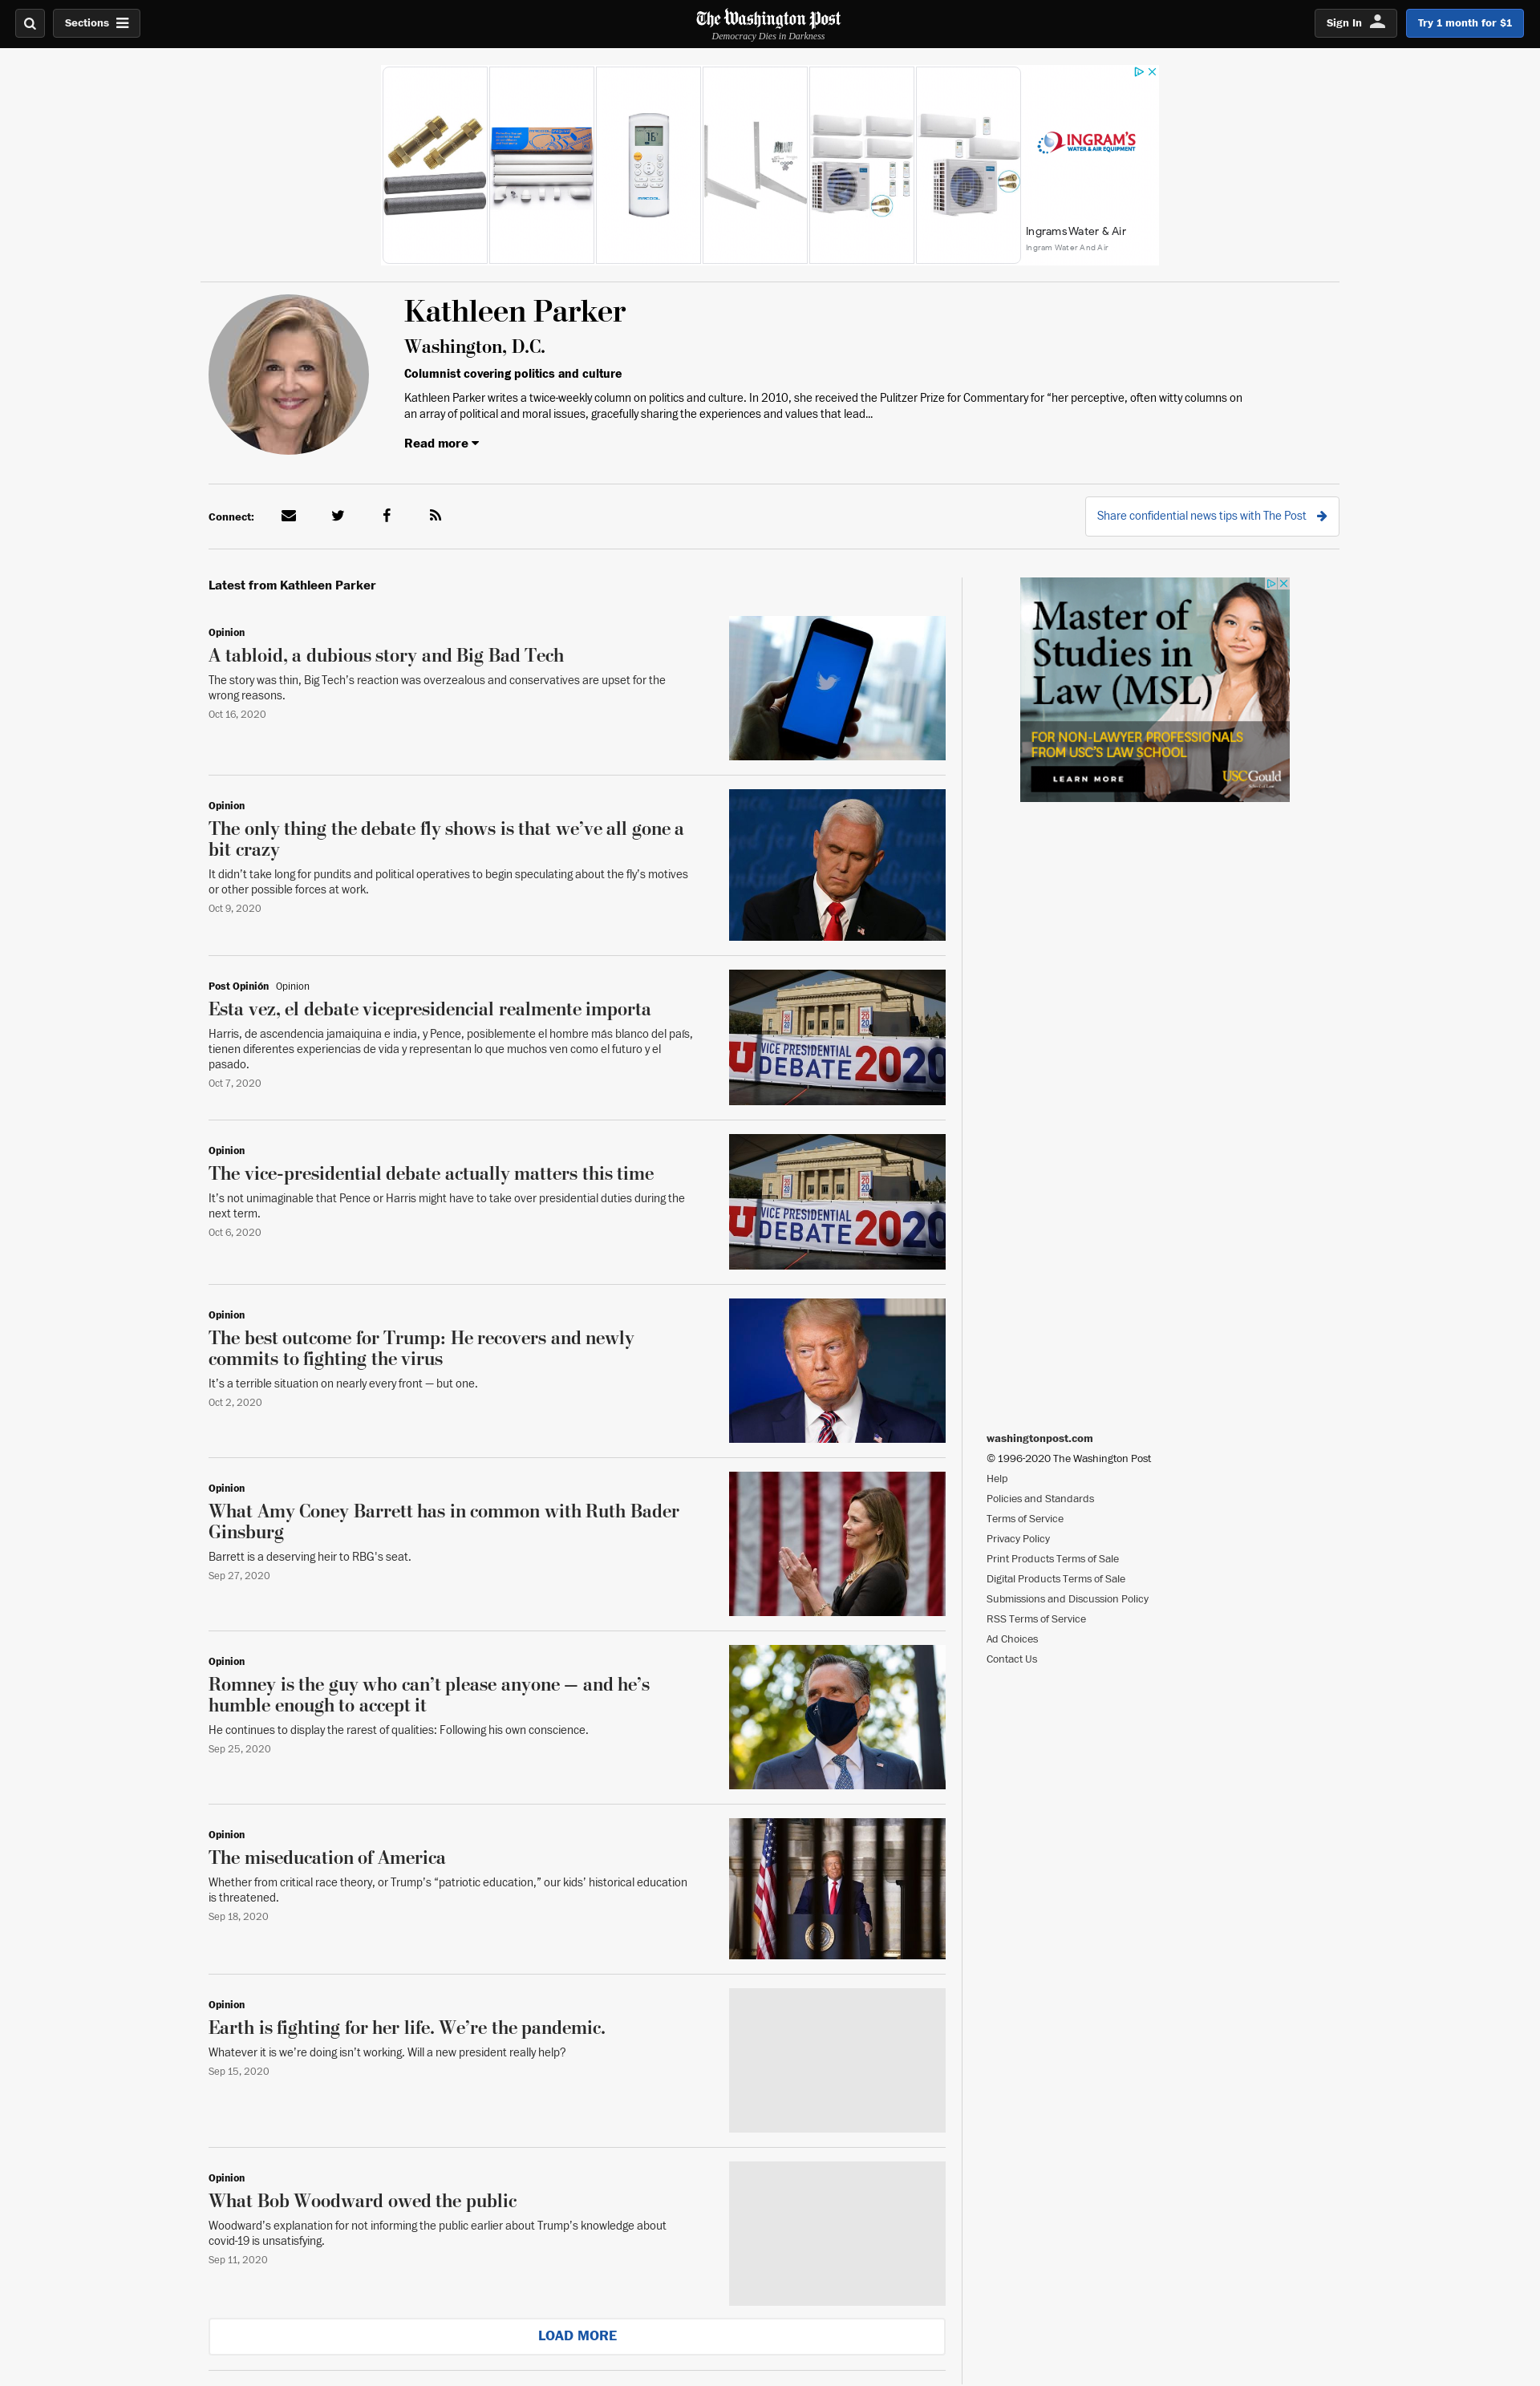 Sections
The Washington Post
Democracy Dies in Darkness
Sign In
Try 1 month for $1
16
MRCOOL
INGRAM'S
WATER & AIR EQUIPMENT
Ingrams Water & Air
Ingram Water And Air
Kathleen Parker
Washington, D.C.
Columnist covering politics and culture
Kathleen Parker writes a twice-weekly column on politics and culture. In 2010, she received the Pulitzer Prize for Commentary for “her perceptive, often witty columns on
an array of political and moral issues, gracefully sharing the experiences and values that lead...
Read more
Connect:
Share confidential news tips with The Post
Latest from Kathleen Parker
Opinion
A tabloid, a dubious story and Big Bad Tech
The story was thin, Big Tech’s reaction was overzealous and conservatives are upset for the
wrong reasons.
Oct 16, 2020
Opinion
The only thing the debate fly shows is that we’ve all gone a
bit crazy
It didn’t take long for pundits and political operatives to begin speculating about the fly’s motives
or other possible forces at work.
Oct 9, 2020
Post Opinión Opinion
Esta vez, el debate vicepresidencial realmente importa
Harris, de ascendencia jamaiquina e india, y Pence, posiblemente el hombre más blanco del país,
tienen diferentes experiencias de vida y representan lo que muchos ven como el futuro y el
pasado.
Oct 7, 2020
U VICE PRESIDENTIAL
DEBATE 2020
Opinion
The vice-presidential debate actually matters this time
It’s not unimaginable that Pence or Harris might have to take over presidential duties during the
next term.
Oct 6, 2020
U VICE PRESIDENTIAL
DEBATE 2020
Opinion
The best outcome for Trump: He recovers and newly
commits to fighting the virus
It’s a terrible situation on nearly every front — but one.
Oct 2, 2020
Opinion
What Amy Coney Barrett has in common with Ruth Bader
Ginsburg
Barrett is a deserving heir to RBG's seat.
Sep 27, 2020
Opinion
Romney is the guy who can’t please anyone — and he’s
humble enough to accept it
He continues to display the rarest of qualities: Following his own conscience.
Sep 25, 2020
Opinion
The miseducation of America
Whether from critical race theory, or Trump’s “patriotic education,” our kids’ historical education
is threatened.
Sep 18, 2020
Opinion
Earth is fighting for her life. We’re the pandemic.
Whatever it is we’re doing isn’t working. Will a new president really help?
Sep 15, 2020
Opinion
What Bob Woodward owed the public
Woodward’s explanation for not informing the public earlier about Trump’s knowledge about
covid-19 is unsatisfying.
Sep 11, 2020
LOAD MORE
Master of
Studies in
Law (MSL)
FOR NON-LAWYER PROFESSIONALS
FROM USC'S LAW SCHOOL
LEARN MORE
USC Gould
School of Law
washingtonpost.com
© 1996-2020 The Washington Post
Help
Policies and Standards
Terms of Service
Privacy Policy
Print Products Terms of Sale
Digital Products Terms of Sale
Submissions and Discussion Policy
RSS Terms of Service
Ad Choices
Contact Us